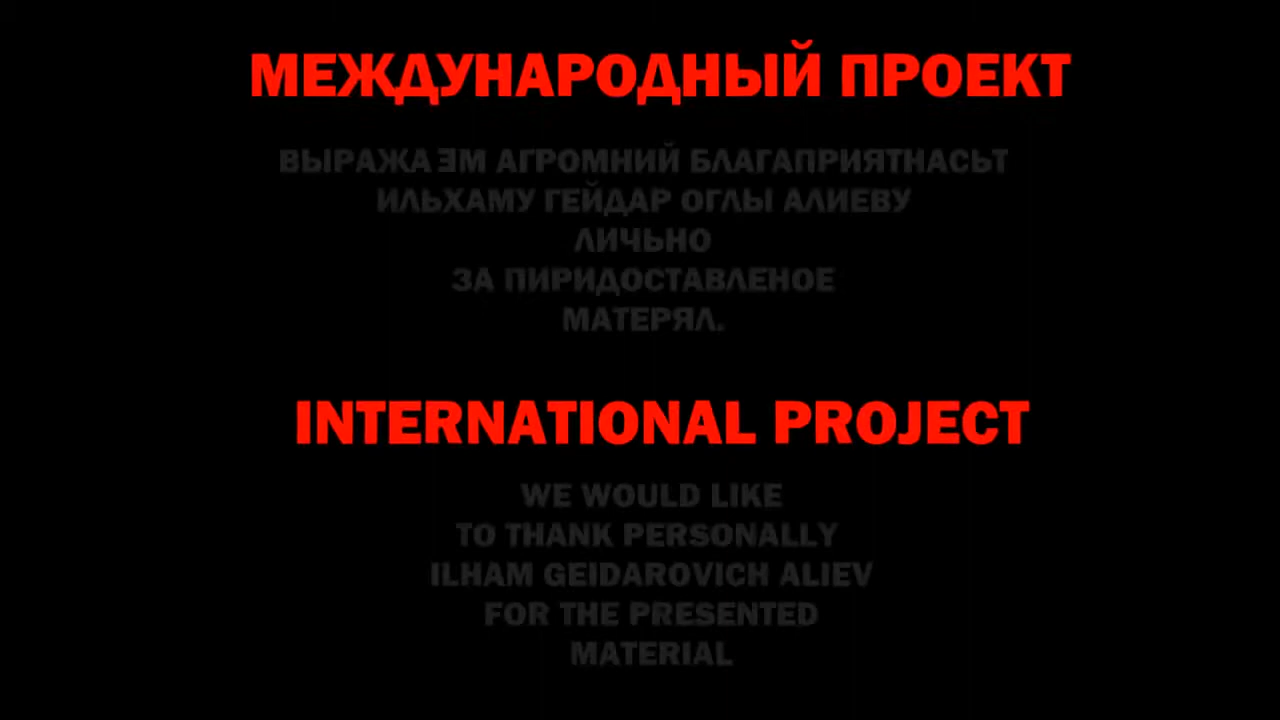 МЕЖДУНАРОДНЫЙ ПРОЕКТ
ВЫРАЖАƎМ АГРОМНИЙ БЛАГАПРИЯТНАСЬТ
ИЛЬХАМУ ГЕЙДАР ОГЛЫ АЛИЕВУ
ЛИЧЬНО
ЗА ПИРИДОСТАВЛЕНОЕ
МАТЕРЯЛ.
INTERNATIONAL PROJECT
WE WOULD LIKE
TO THANK PERSONALLY
ILHAM GEIDAROVICH ALIEV
FOR THE PRESENTED
MATERIAL